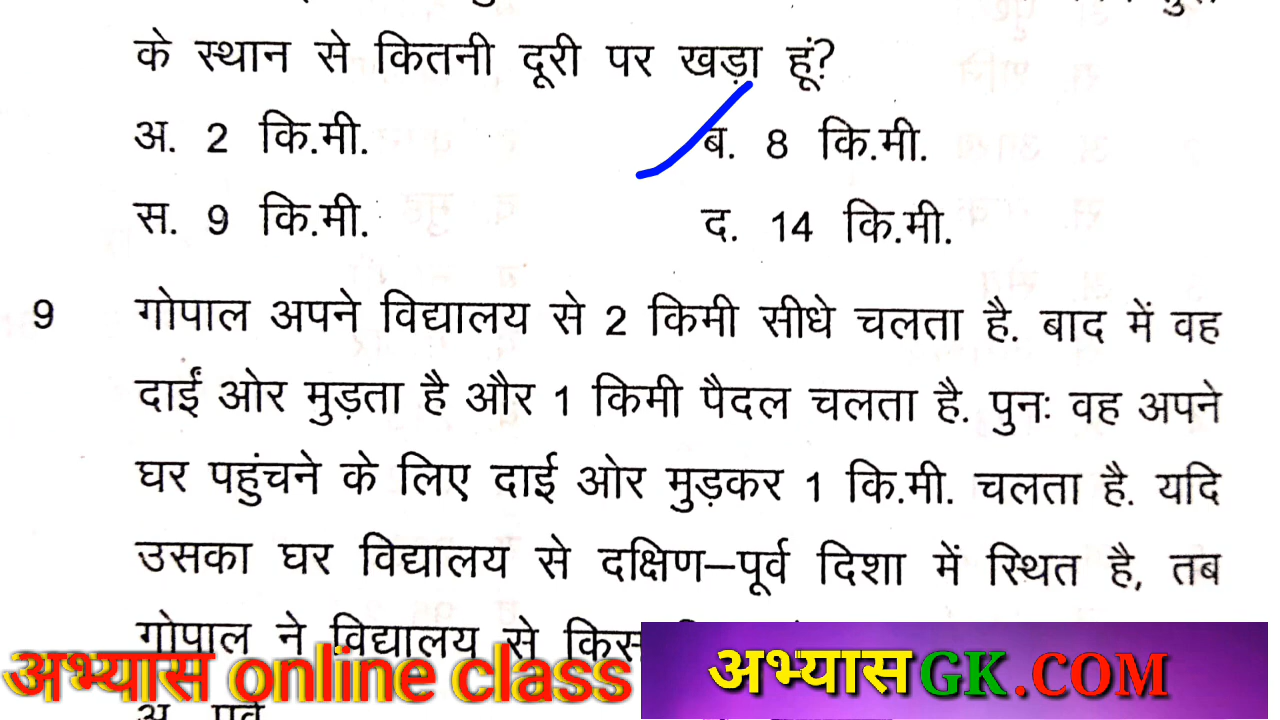 के स्थान से कितनी दूरी पर खड़ा हूं?
अ. 2 कि.मी.
ब. 8 कि.मी.
स. 9 कि.मी.
द. 14 कि.मी.
9 गोपाल अपने विद्यालय से 2 किमी सीधे चलता है. बाद में वह
दाईं ओर मुड़ता है और 1 किमी पैदल चलता है. पुनः वह अपने
घर पहुंचने के लिए दाई ओर मुड़कर 1 कि.मी. चलता है. यदि
उसका घर विद्यालय से दक्षिण–पूर्व दिशा में स्थित है, तब
गोपाल ने विद्यालय से
अभ्यास online class
अभ्यासGK.COM